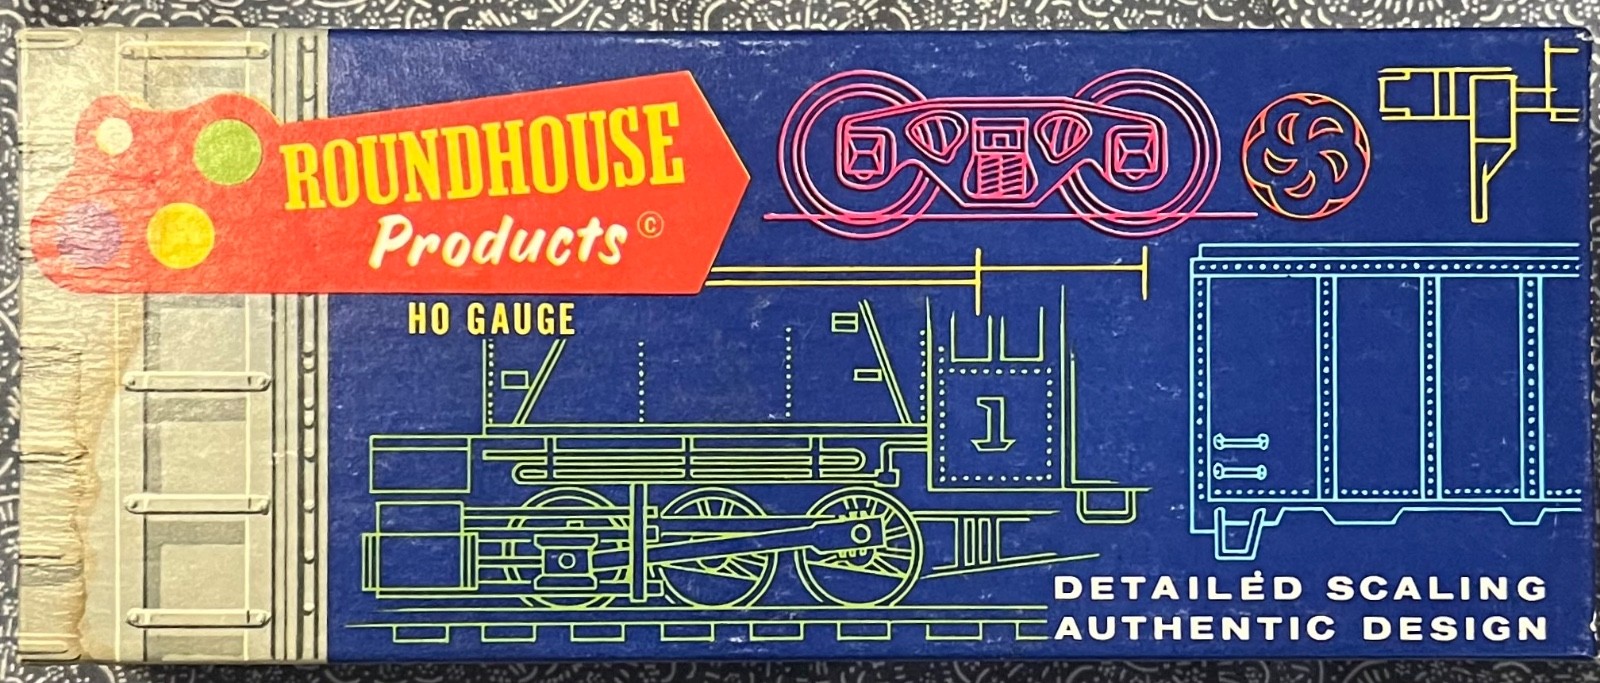 ROUNDHOUSE
Products ©
HO GAUGE
1
DETAILED SCALING
AUTHENTIC DESIGN